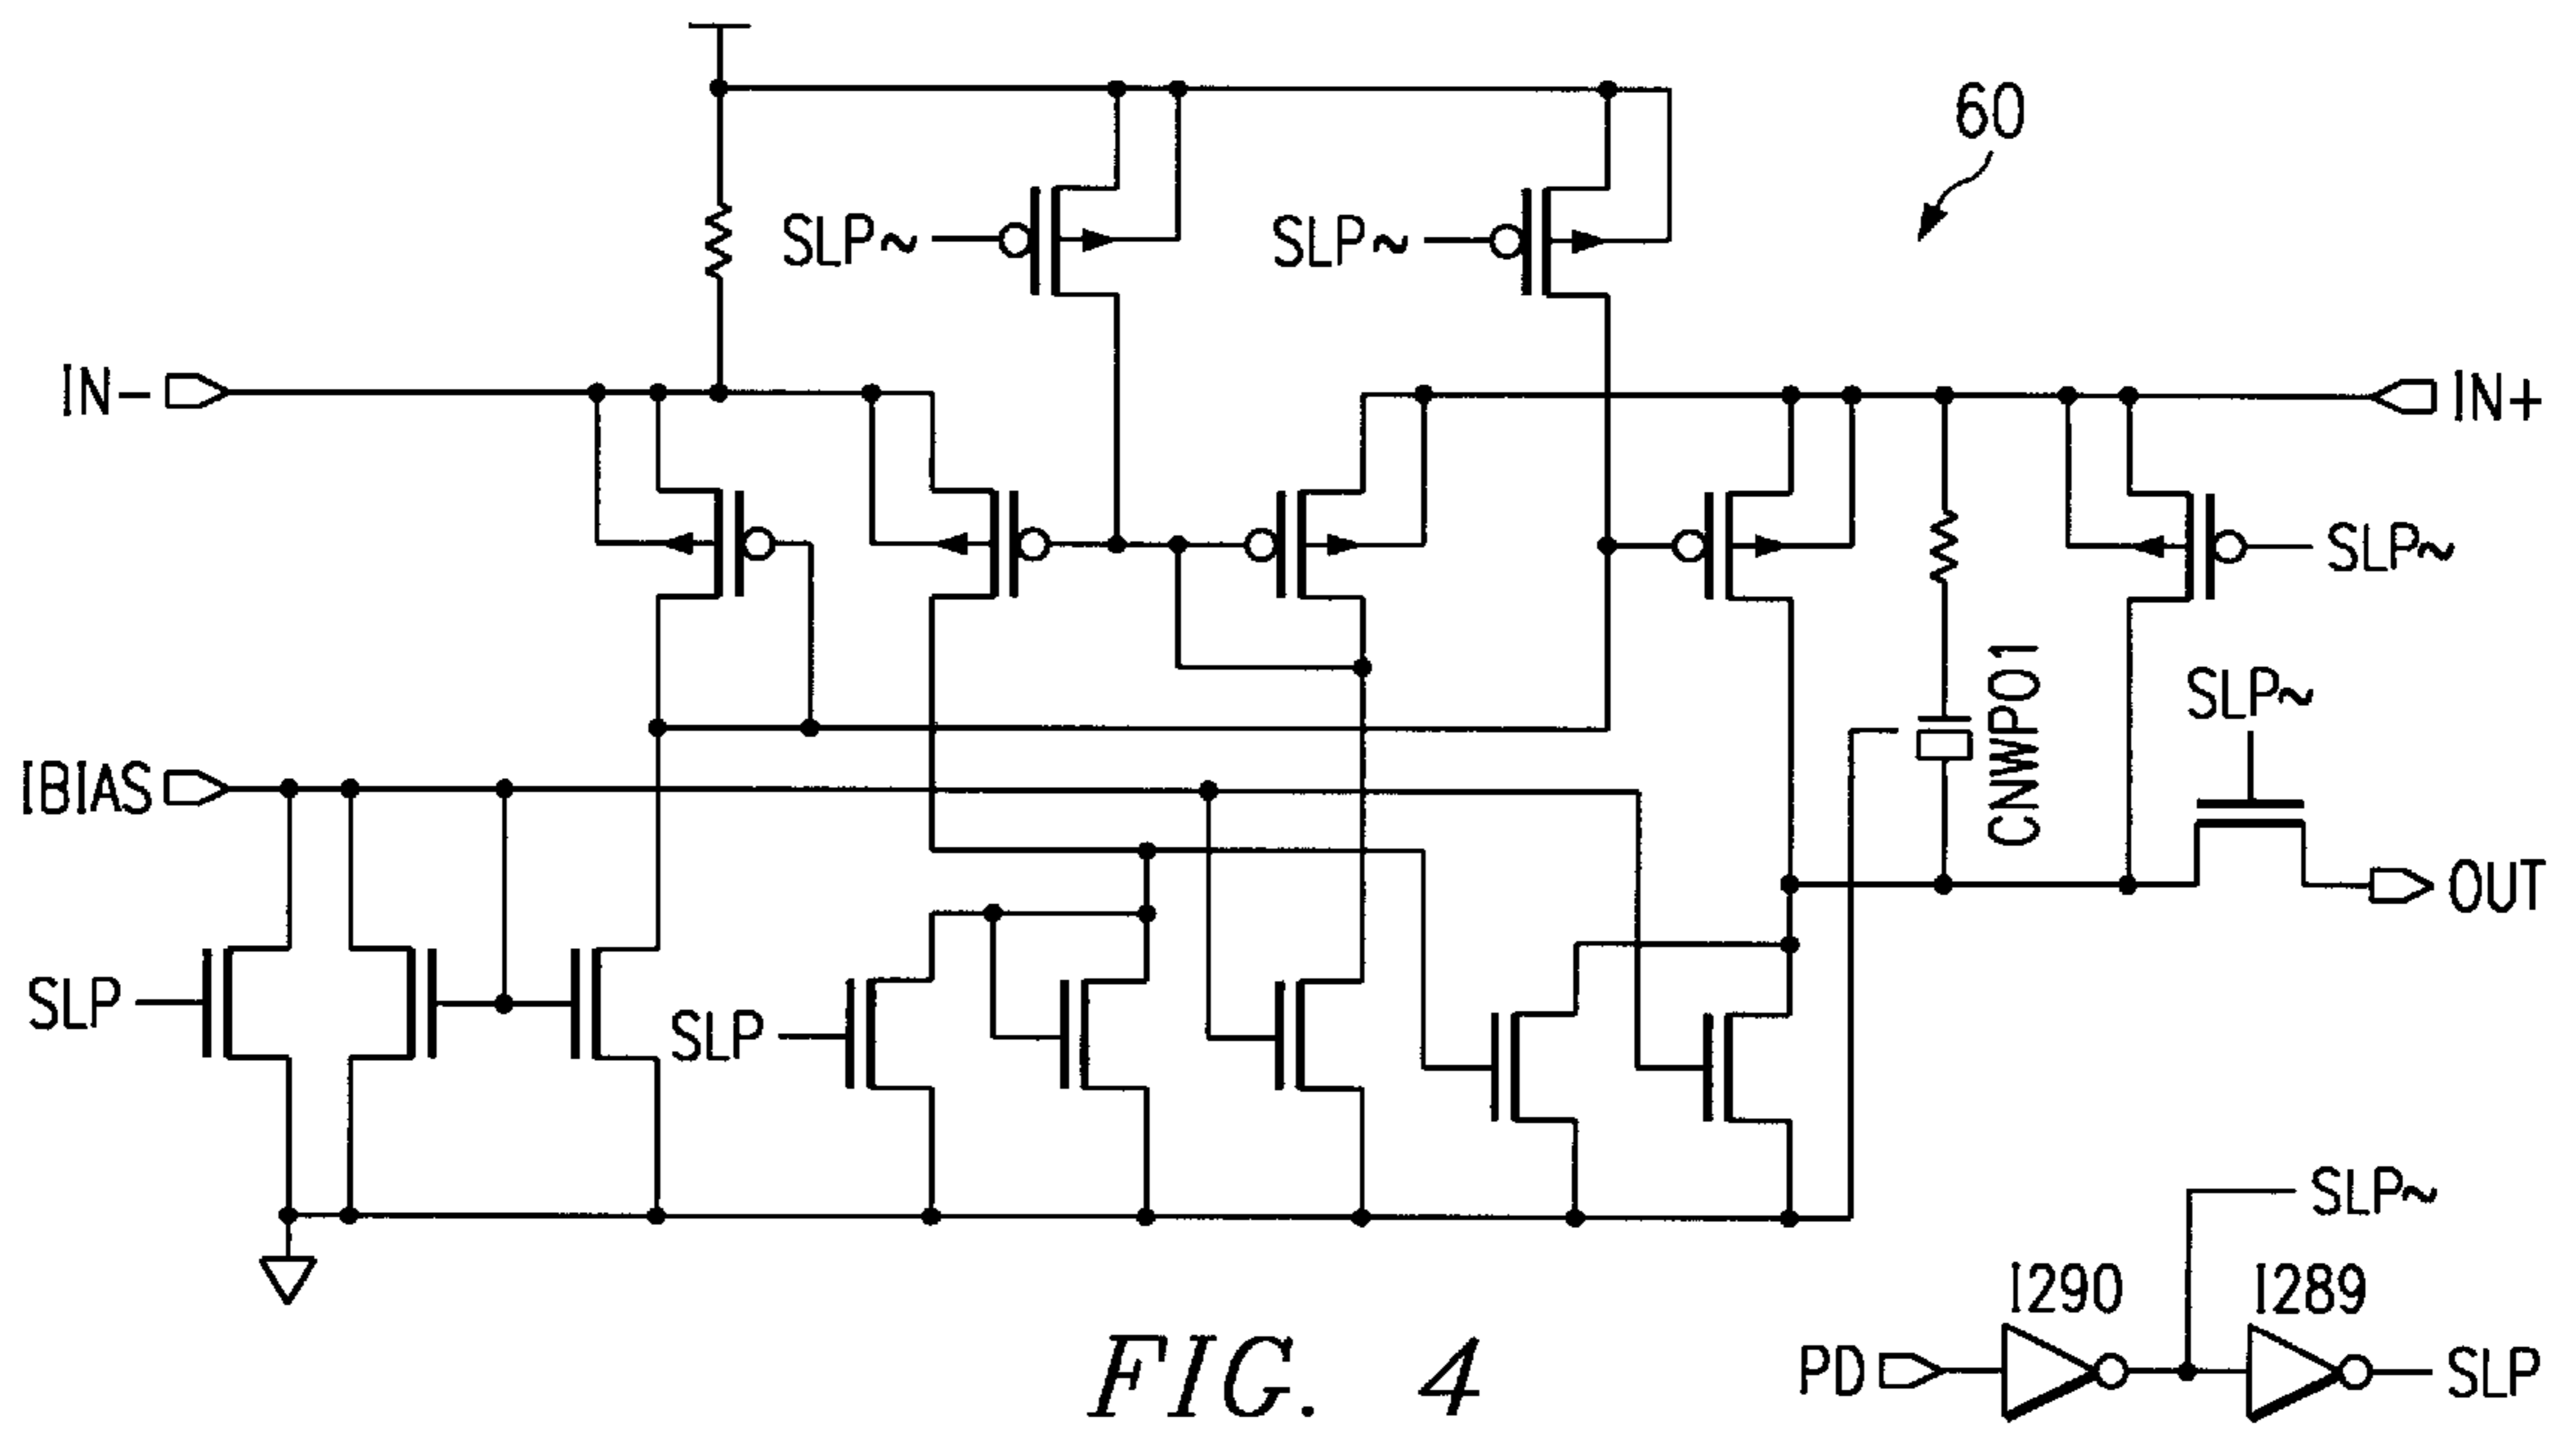 60
SLP~
SLP~
IN-
IN+
SLP~
CNWP01
SLP~
IBIAS
OUT
SLP
SLP
SLP~
I290
I289
PD
SLP
FIG. 4